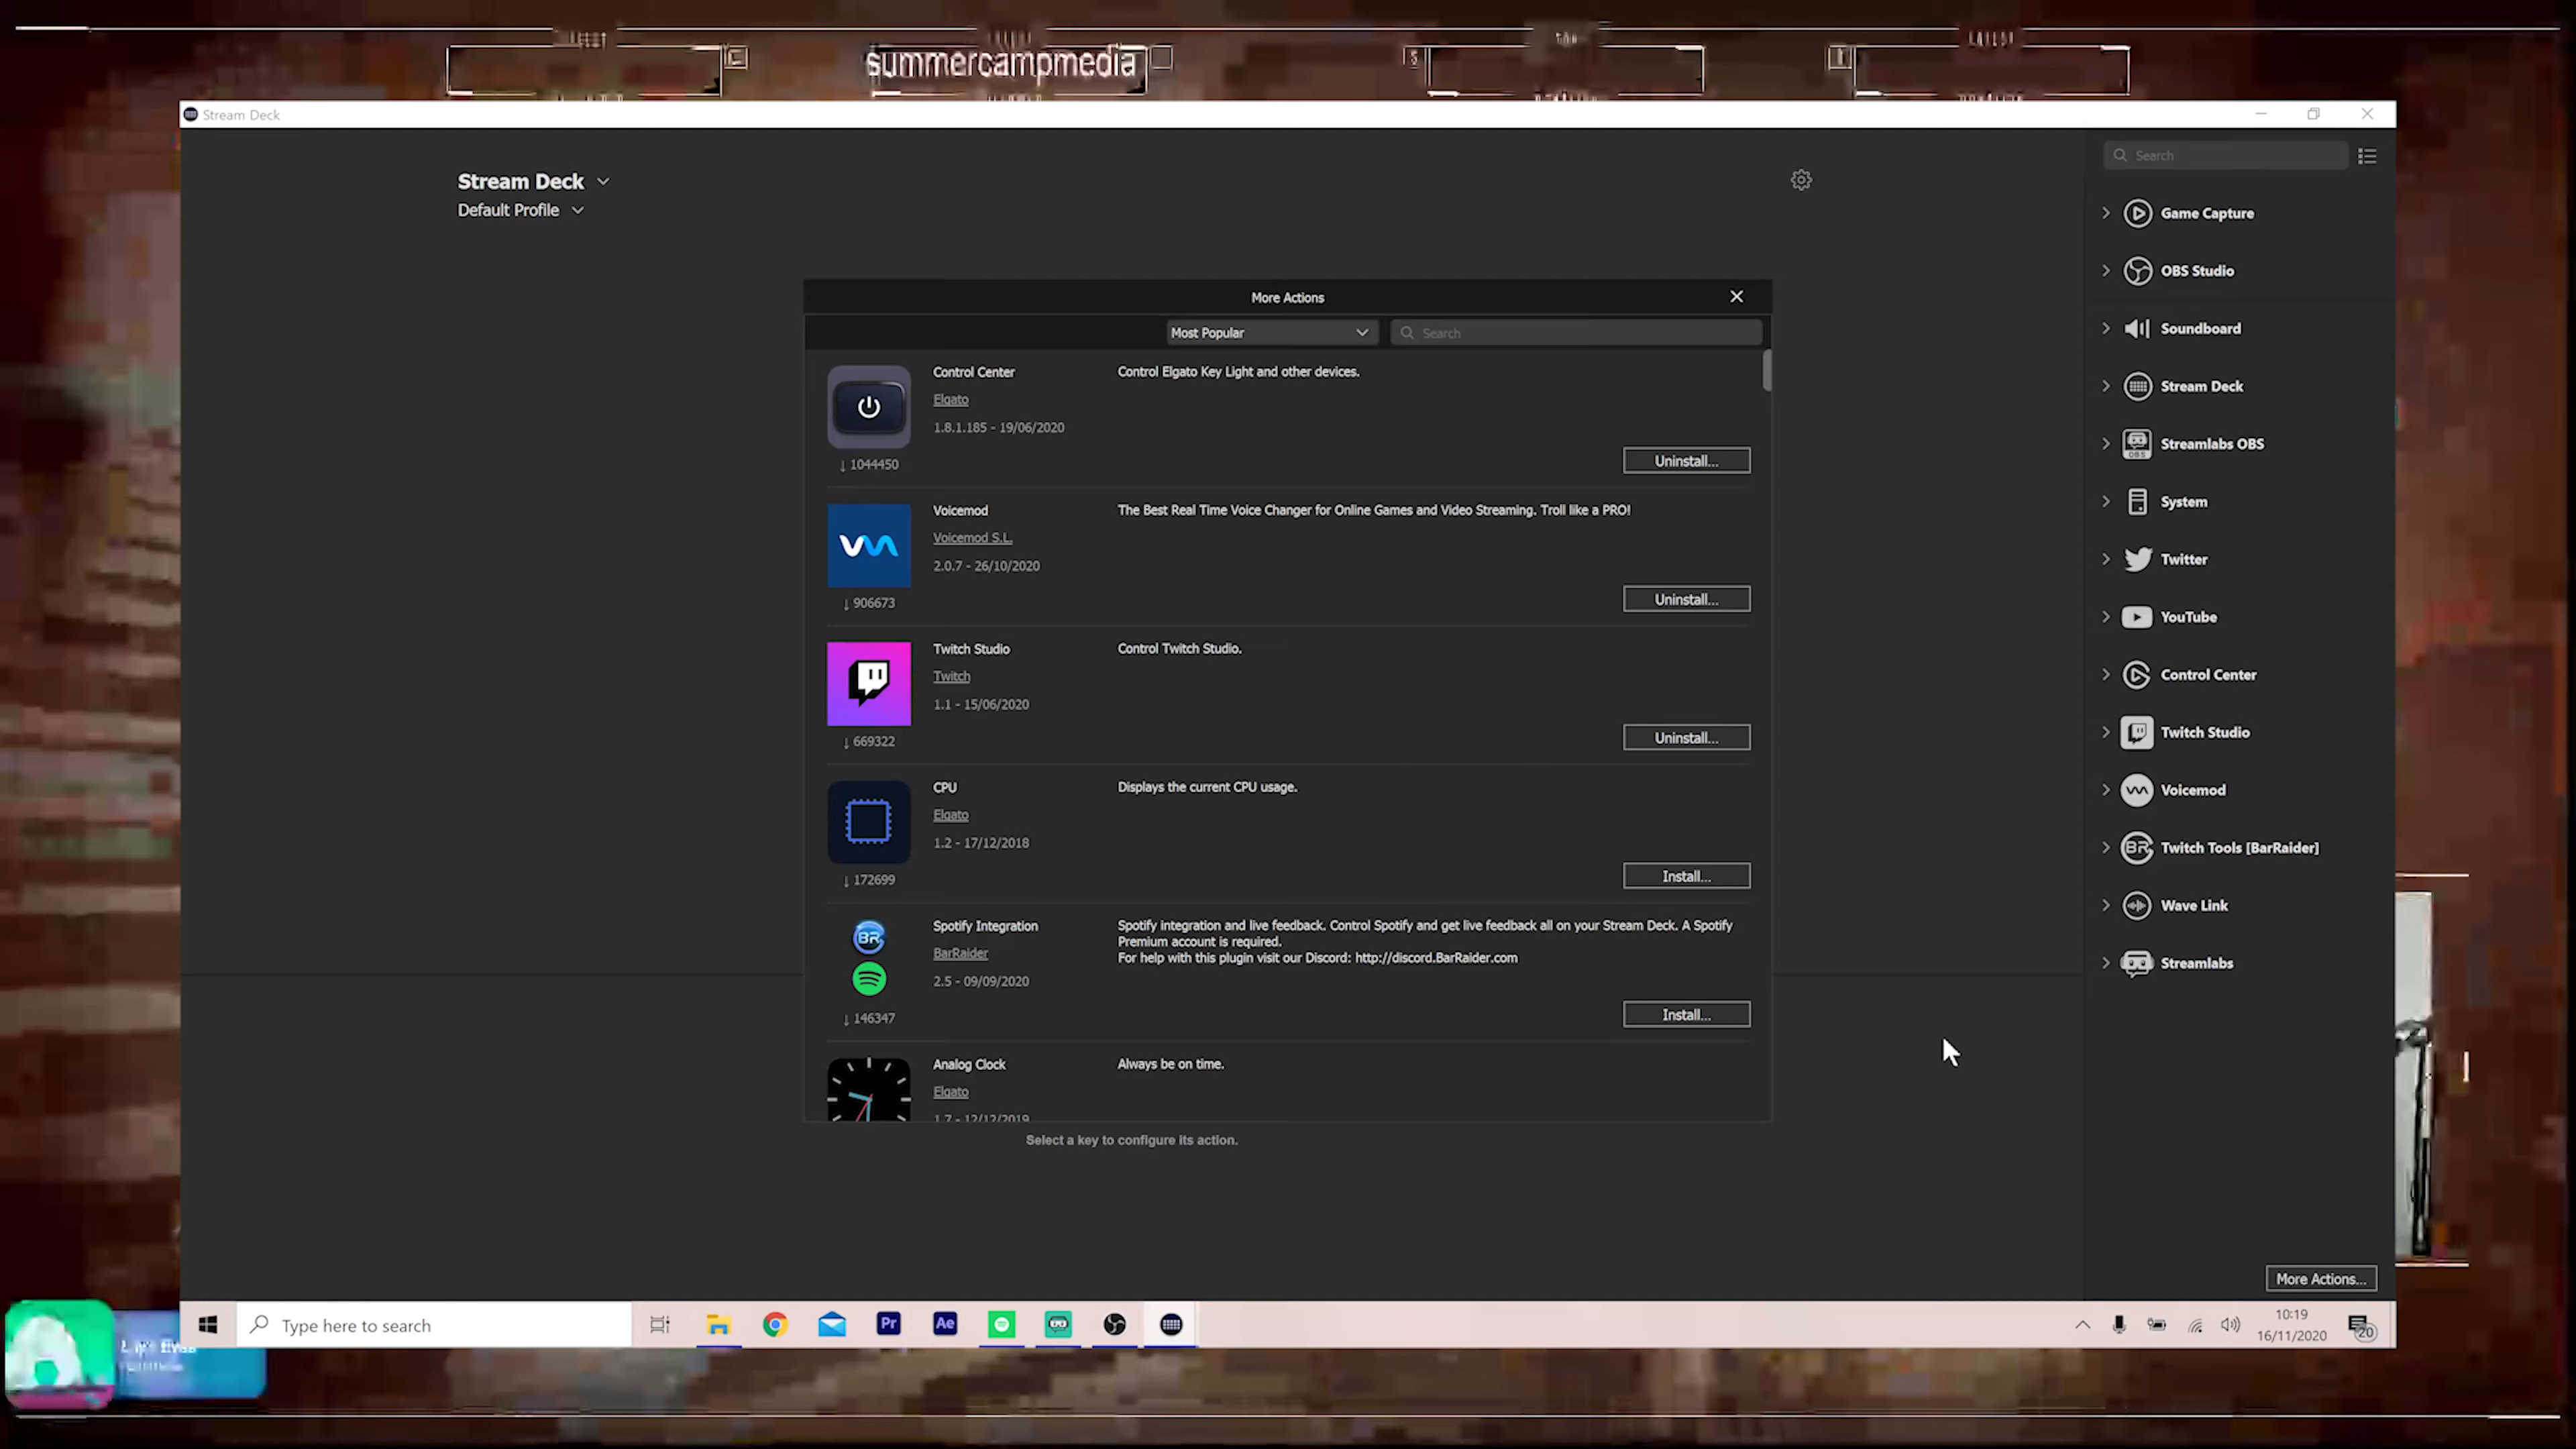 summercampmedia
Stream Deck
Stream Deck
Default Profile
Search
Game Capture
OBS Studio
Soundboard
Stream Deck
Streamlabs OBS
System
Twitter
YouTube
Control Center
Twitch Studio
Voicemod
Twitch Tools [BarRaider]
Wave Link
Streamlabs
More Actions...
More Actions
Most Popular
Search
Control Center
Elgato
1.8.1.185 - 19/06/2020
↓ 1044450
Control Elgato Key Light and other devices.
Uninstall...
Voicemod
Voicemod S.L.
2.0.7 - 26/10/2020
↓ 906673
The Best Real Time Voice Changer for Online Games and Video Streaming. Troll like a PRO!
Uninstall...
Twitch Studio
Twitch
1.1 - 15/06/2020
↓ 669322
Control Twitch Studio.
Uninstall...
CPU
Elgato
1.2 - 17/12/2018
↓ 172699
Displays the current CPU usage.
Install...
BR
Spotify Integration
BarRaider
2.5 - 09/09/2020
↓ 146347
Spotify integration and live feedback. Control Spotify and get live feedback all on your Stream Deck. A Spotify
Premium account is required.
For help with this plugin visit our Discord: http://discord.BarRaider.com
Install...
Analog Clock
Elgato
1.7 - 12/12/2019
Always be on time.
Select a key to configure its action.
Type here to search
Pr
Ae
10:19
16/11/2020
20